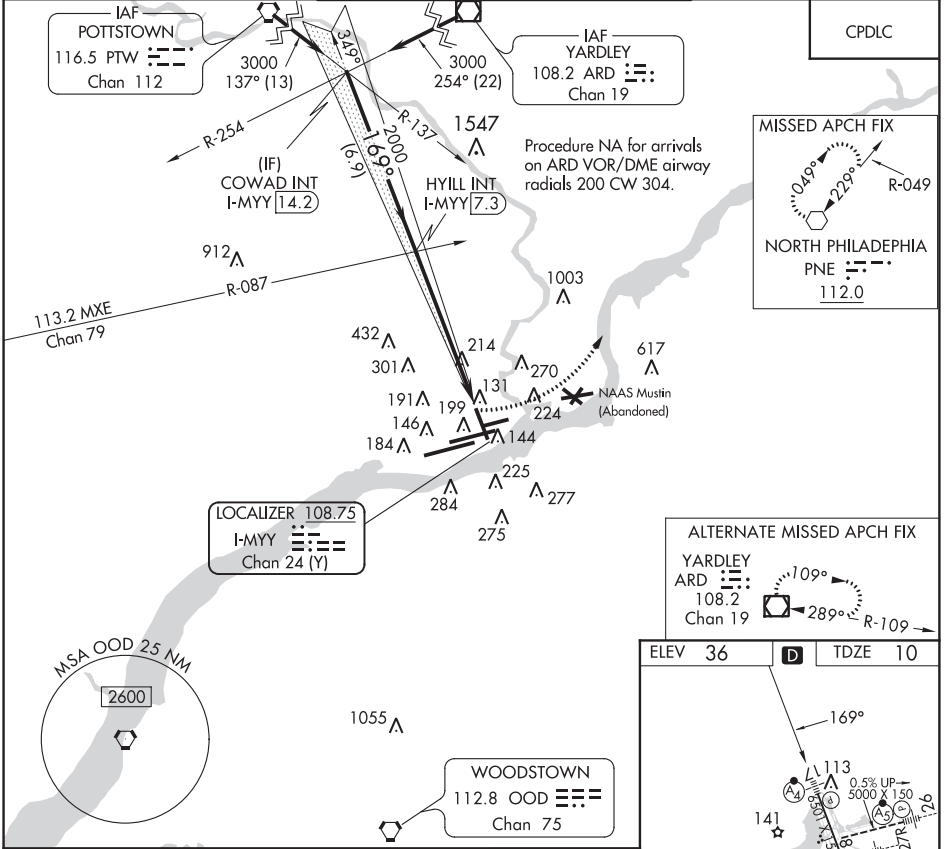 IAF
POTTSTOWN
116.5 PTW
Chan 112
3000
137° (13)
349°
3000
254° (22)
IAF
YARDLEY
108.2 ARD
Chan 19
CPDLC
R-254
R-137
2000
169°
(6.9)
1547
(IF)
COWAD INT
I-MYY 14.2
HYILL INT
I-MYY 7.3
Procedure NA for arrivals
on ARD VOR/DME airway
radials 200 CW 304.
MISSED APCH FIX
049°
229°
R-049
NORTH PHILADEPHIA
PNE
112.0
912
R-087
113.2 MXE
Chan 79
1003
432
301
214
270
617
191
131
199
224
NAAS Mustin
(Abandoned)
146
184
144
225
284
277
275
LOCALIZER 108.75
I-MYY
Chan 24 (Y)
ALTERNATE MISSED APCH FIX
YARDLEY
ARD
108.2
Chan 19
109°
289°
R-109
MSA OOD 25 NM
2600
1055
WOODSTOWN
112.8 OOD
Chan 75
ELEV 36
D
TDZE 10
169°
17
113
A4
P
0.5% UP
5000 X 150
A5
P
26
141
27R